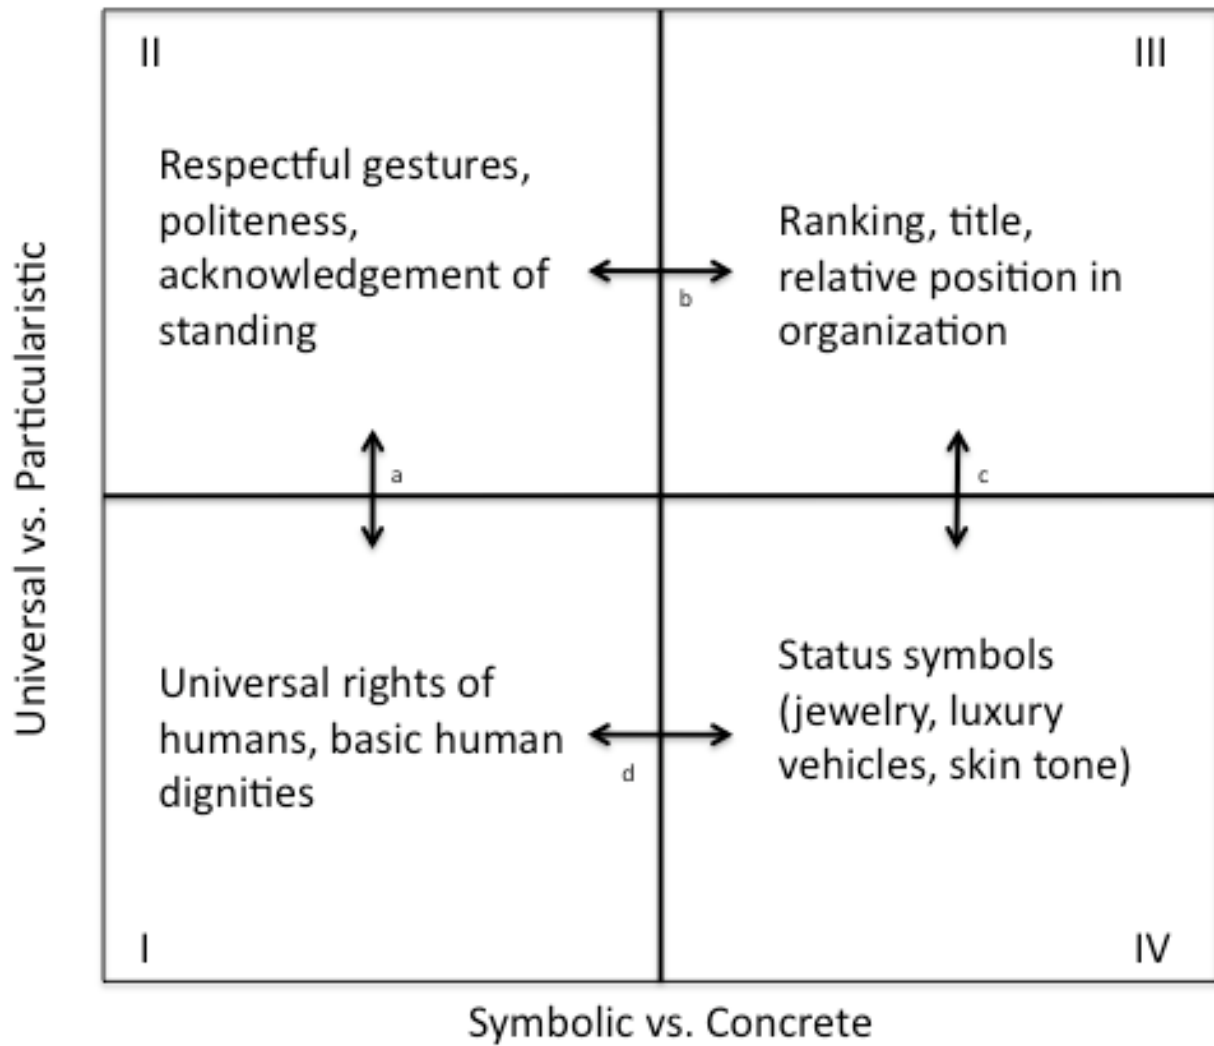 II
III
Respectful gestures,
politeness,
acknowledgement of
standing
Ranking, title,
relative position in
organization
b
a
c
Universal vs. Particularistic
Universal rights of
humans, basic human
dignities
Status symbols
(jewelry, luxury
vehicles, skin tone)
d
I
IV
Symbolic vs. Concrete